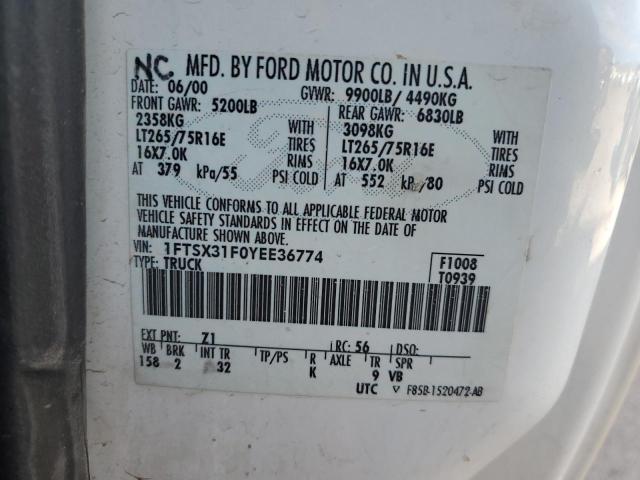 NC. MFD. BY FORD MOTOR CO. IN U.S.A.
DATE: 06/00 GVWR: 9900LB/ 4490KG
FRONT GAWR: 5200LB REAR GAWR: 6830LB
2358KG WITH 3098KG WITH
LT265/75R16E TIRES LT265/75R16E TIRES
16X7.0K RIMS 16X7.0K RIMS
AT 379 kPa/55 PSI COLD AT 552 kPa/80 PSI COLD
THIS VEHICLE CONFORMS TO ALL APPLICABLE FEDERAL MOTOR
VEHICLE SAFETY STANDARDS IN EFFECT ON THE DATE OF
MANUFACTURE SHOWN ABOVE.
VIN: 1FTSX31F0YEE36774 F1008
TYPE: TRUCK T0939
EXT PNT: Z1 RC: 56 DSO:
WB BRK INT TR TP/PS R AXLE TR SPR
158 2 32 K 9 VB
UTC ▽ F85B-1520472-AB